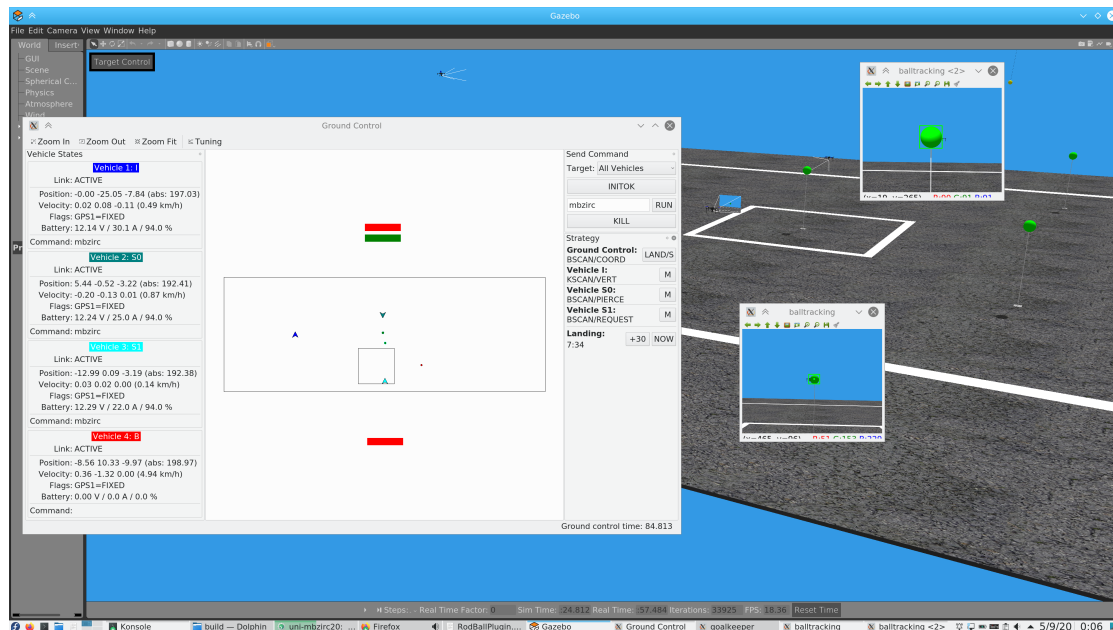 Gazebo
File Edit Camera View Window Help
World Insert
GUI
Scene
Spherical C...
Physics
Atmosphere
Wind
Target Control
balltracking <2>
Ground Control
Zoom In Zoom Out Zoom Fit Tuning
Vehicle States
Vehicle 1: I
Link: ACTIVE
Position: -0.00 -25.05 -7.84 (abs: 197.03)
Velocity: 0.02 0.08 -0.11 (0.49 km/h)
Flags: GPS1=FIXED
Battery: 12.14 V / 30.1 A / 94.0 %
Command: mbzirc
Vehicle 2: S0
Link: ACTIVE
Position: 5.44 -0.52 -3.22 (abs: 192.41)
Velocity: -0.20 -0.13 0.01 (0.87 km/h)
Flags: GPS1=FIXED
Battery: 12.24 V / 25.0 A / 94.0 %
Command: mbzirc
Vehicle 3: S1
Link: ACTIVE
Position: -12.99 0.09 -3.19 (abs: 192.38)
Velocity: 0.03 0.02 0.00 (0.14 km/h)
Flags: GPS1=FIXED
Battery: 12.29 V / 22.0 A / 94.0 %
Command: mbzirc
Vehicle 4: B
Link: ACTIVE
Position: -8.56 10.33 -9.97 (abs: 198.97)
Velocity: 0.36 -1.32 0.00 (4.94 km/h)
Flags: GPS1=FIXED
Battery: 0.00 V / 0.0 A / 0.0 %
Command:
Send Command
Target: All Vehicles
INITOK
mbzirc RUN
KILL
Strategy
Ground Control:
BSCAN/COORD LAND/S
Vehicle I:
KSCAN/VERT M
Vehicle S0:
BSCAN/PIERCE M
Vehicle S1:
BSCAN/REQUEST M
Landing:
7:34 +30 NOW
Ground control time: 84.813
balltracking
Steps: - Real Time Factor: 0 Sim Time: :24.812 Real Time: :57.484 Iterations: 33925 FPS: 18.36 Reset Time
Konsole build — Dolphin uni-mbzirc20: ... Firefox RodBallPlugin.... Gazebo Ground Control goalkeeper balltracking balltracking <2> 5/9/20 0:06